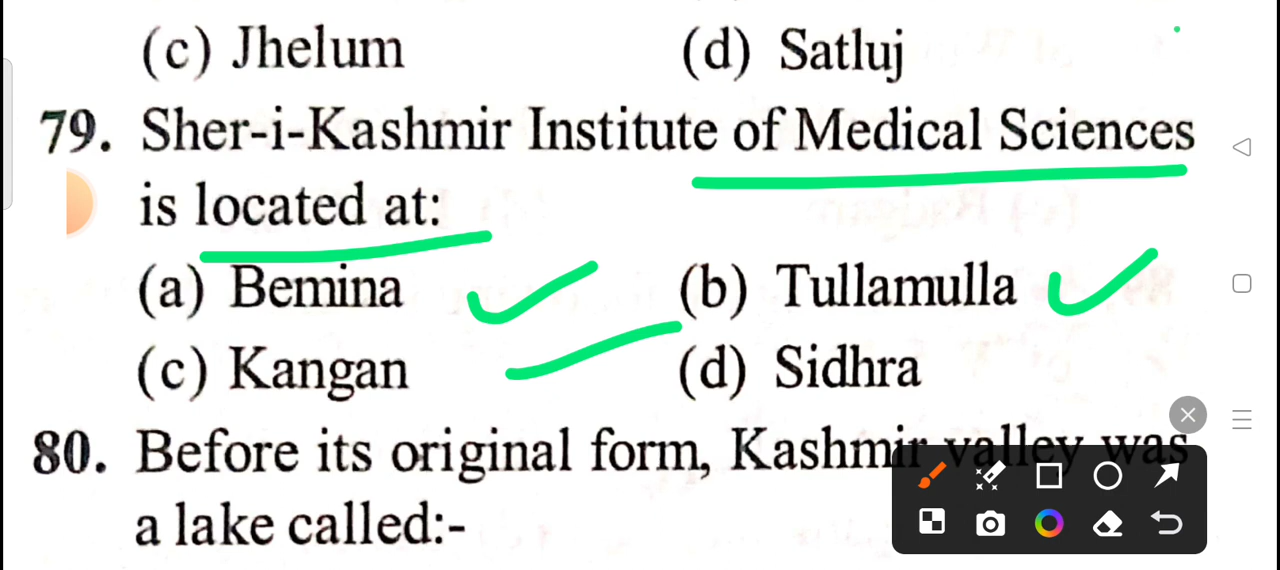 (c) Jhelum (d) Satluj
79. Sher-i-Kashmir Institute of Medical Sciences
is located at:
(a) Bemina (b) Tullamulla
(c) Kangan (d) Sidhra
80. Before its original form, Kashmir valley was
a lake called:-